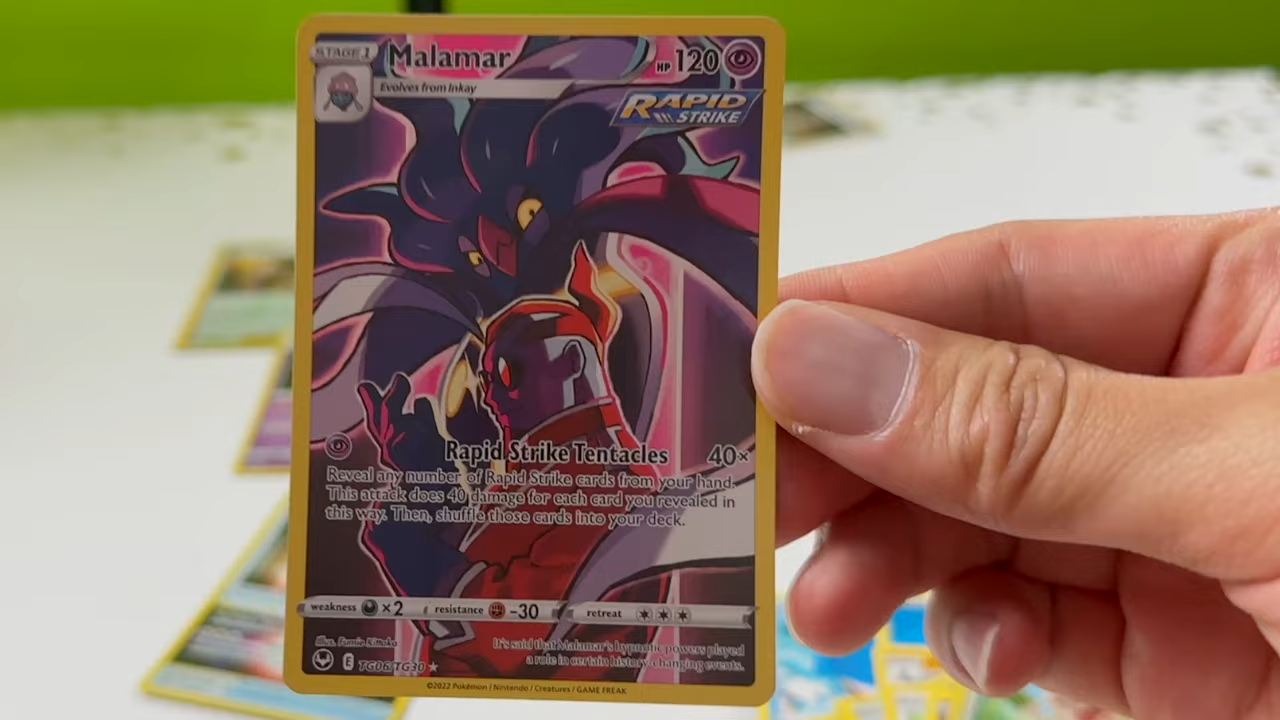 STAGE 1
Malamar
HP 120
Evolves from Inkay
RAPID
STRIKE
Rapid Strike Tentacles 40×
Reveal any number of Rapid Strike cards from your hand.
This attack does 40 damage for each card you revealed in
this way. Then, shuffle those cards into your deck.
weakness ×2 resistance -30 retreat
Illus.
It's said that Malamar's hypnotic powers played
a role in certain history-changing events.
E TG06/TG30
©2022 Pokémon / Nintendo / Creatures / GAME FREAK